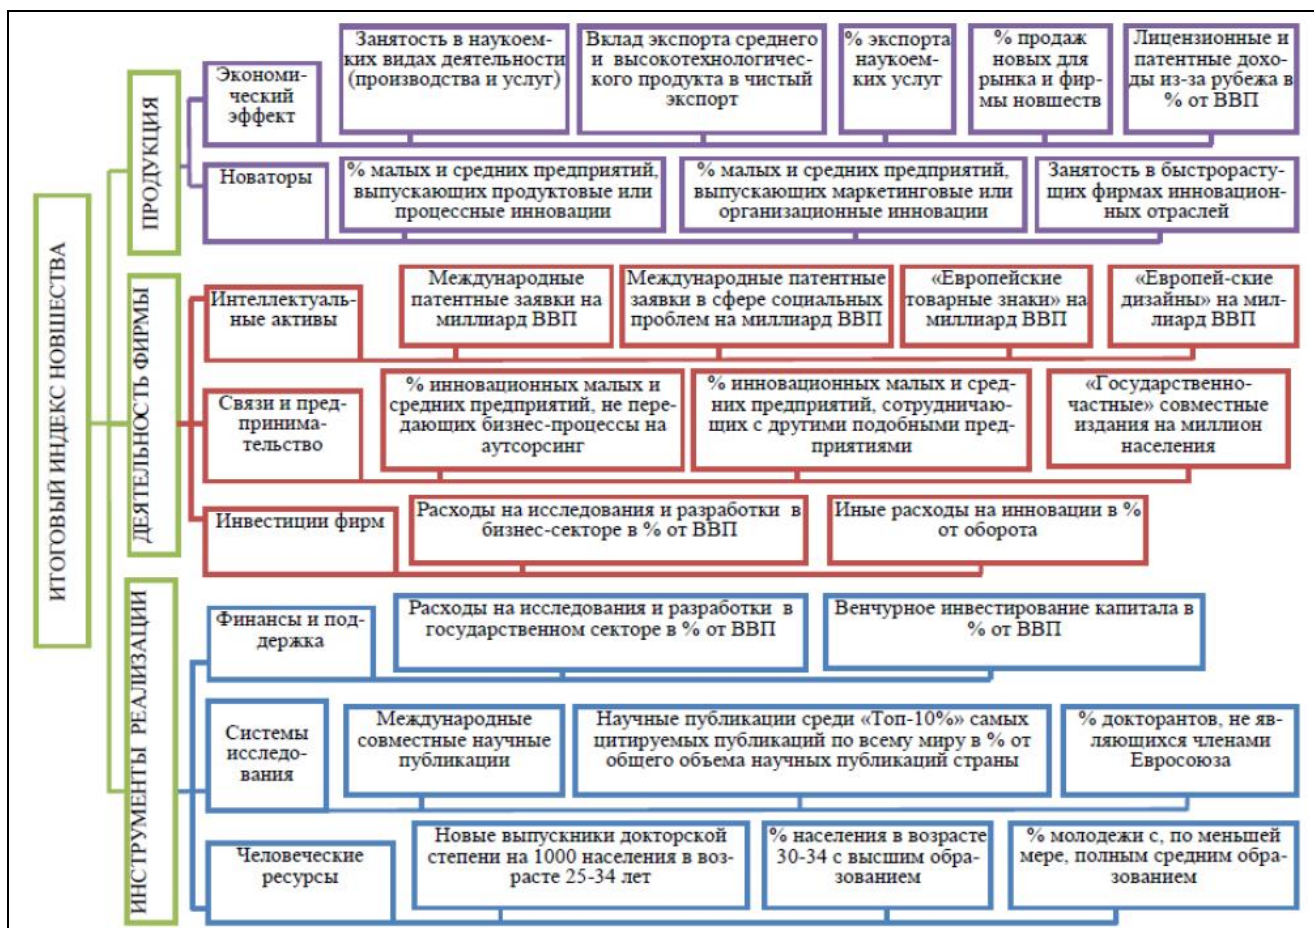 ИТОГОВЫЙ ИНДЕКС НОВШЕСТВА
ПРОДУКЦИЯ
Экономи-
ческий
эффект
Занятость в наукоем-
ких видах деятельности
(производства и услуг)
Вклад экспорта среднего
и высокотехнологиче-
ского продукта в чистый
экспорт
% экспорта
наукоем-
ких услуг
% продаж
новых для
рынка и фир-
мы новшеств
Лицензионные и
патентные дохо-
ды из-за рубежа в
% от ВВП
Новаторы
% малых и средних предприятий,
выпускающих продуктовые или
процессные инновации
% малых и средних предприятий,
выпускающих маркетинговые или
организационные инновации
Занятость в быстрорасту-
щих фирмах инновацион-
ных отраслей
ДЕЯТЕЛЬНОСТЬ ФИРМЫ
Интеллектуаль-
ные активы
Международные
патентные заявки на
миллиард ВВП
Международные патентные
заявки в сфере социальных
проблем на миллиард ВВП
«Европейские
товарные знаки» на
миллиард ВВП
«Европей-ские
дизайны» на мил-
лиард ВВП
Связи и пред-
принима-
тельство
% инновационных малых и
средних предприятий, не пере-
дающих бизнес-процессы на
аутсорсинг
% инновационных малых и сред-
них предприятий, сотрудничаю-
щих с другими подобными пред-
приятиями
«Государственно-
частные» совместные
издания на миллион
населения
Инвестиции фирм
Расходы на исследования и разработки в
бизнес-секторе в % от ВВП
Иные расходы на инновации в %
от оборота
ИНСТРУМЕНТЫ РЕАЛИЗАЦИИ
Финансы и под-
держка
Расходы на исследования и разработки в
государственном секторе в % от ВВП
Венчурное инвестирование капитала в
% от ВВП
Системы
исследо-
вания
Международные
совместные научные
публикации
Научные публикации среди «Топ-10%» самых
цитируемых публикаций по всему миру в % от
общего объема научных публикаций страны
% докторантов, не яв-
ляющихся членами
Евросоюза
Человеческие
ресурсы
Новые выпускники докторской
степени на 1000 населения в воз-
расте 25-34 лет
% населения в возрасте
30-34 с высшим обра-
зованием
% молодежи с, по меньшей
мере, полным средним обра-
зованием